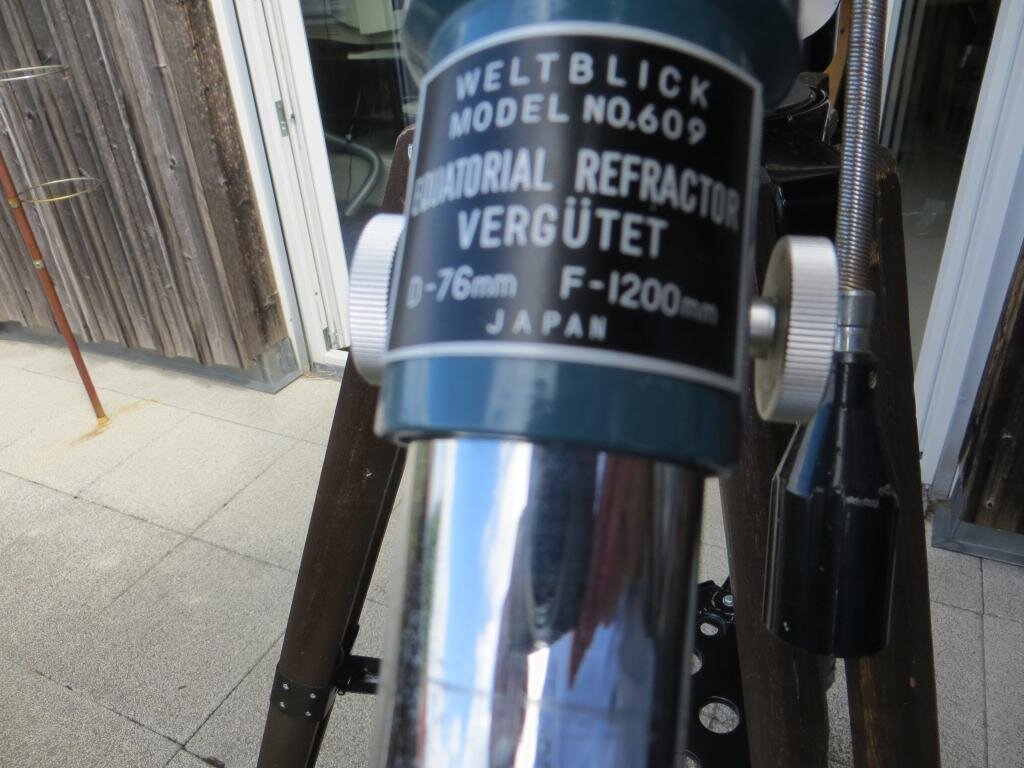 WELTBLICK
MODEL NO.609
EQUATORIAL REFRACTOR
VERGÜTET
D-76mm F-1200mm
JAPAN